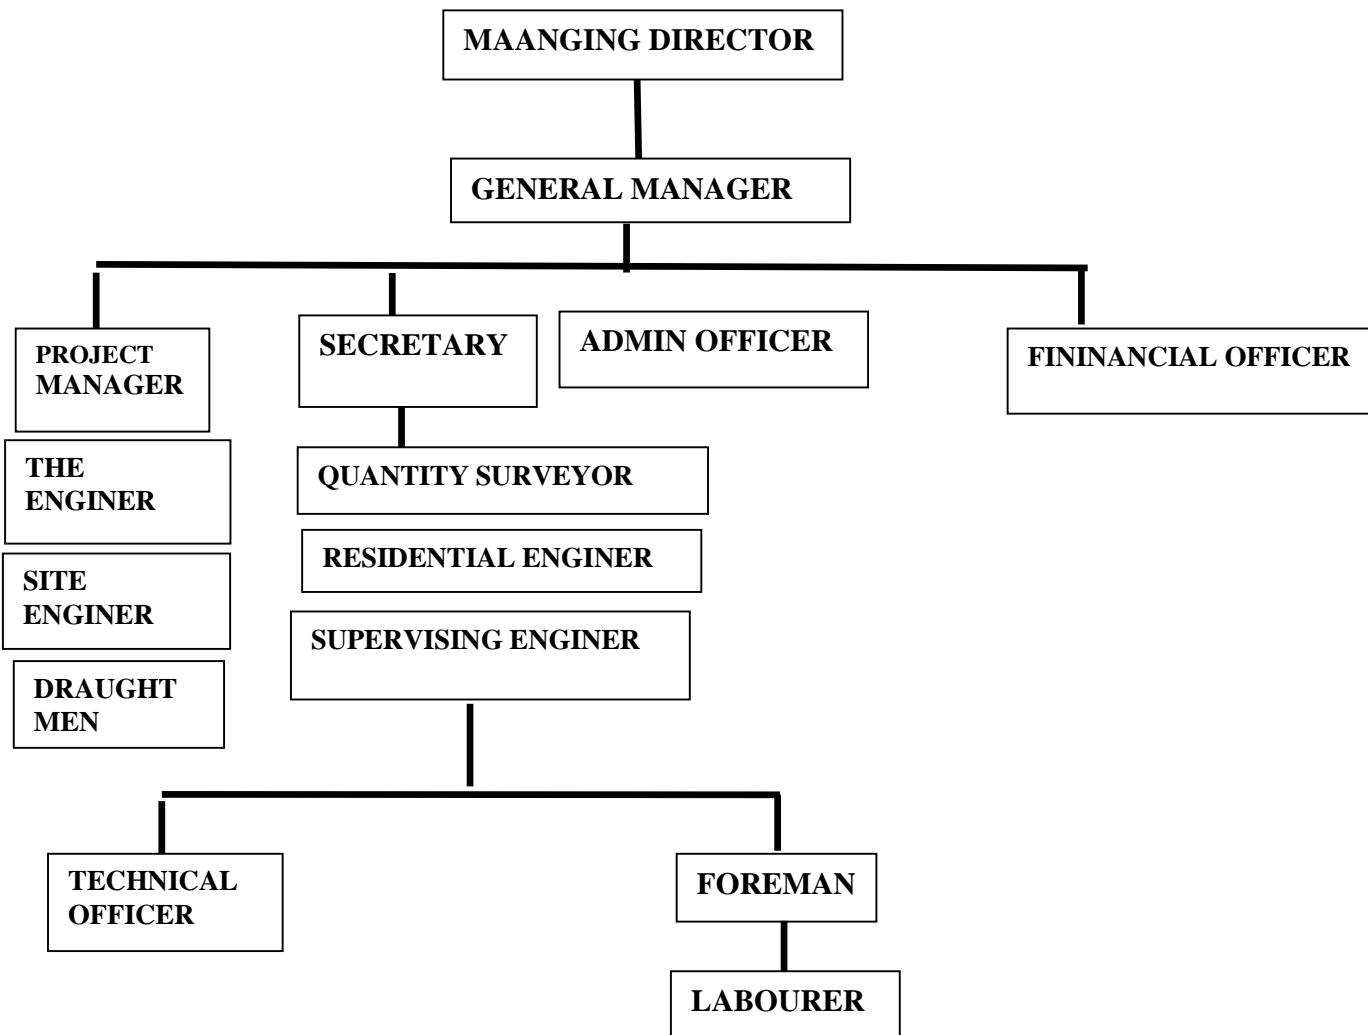 MAANGING DIRECTOR
GENERAL MANAGER
PROJECT
MANAGER
SECRETARY
ADMIN OFFICER
FININANCIAL OFFICER
THE
ENGINER
QUANTITY SURVEYOR
RESIDENTIAL ENGINER
SITE
ENGINER
SUPERVISING ENGINER
DRAUGHT
MEN
TECHNICAL
OFFICER
FOREMAN
LABOURER